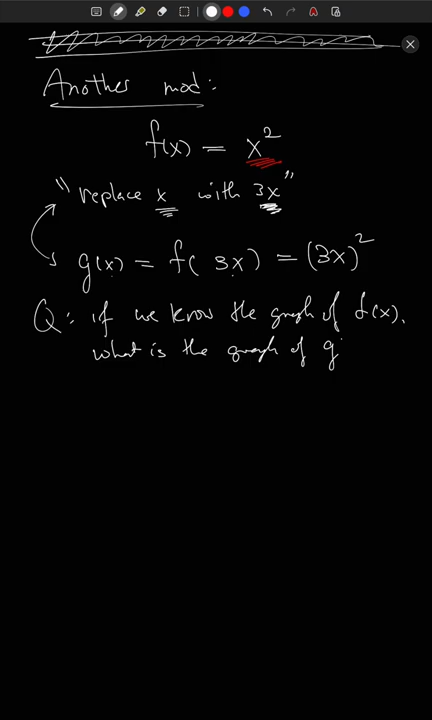 Another mod:
f(x) = x²
"replace x with 3x"
g(x) = f(3x) = (3x)²
Q: if we know the graph of f(x),
what is the graph of g